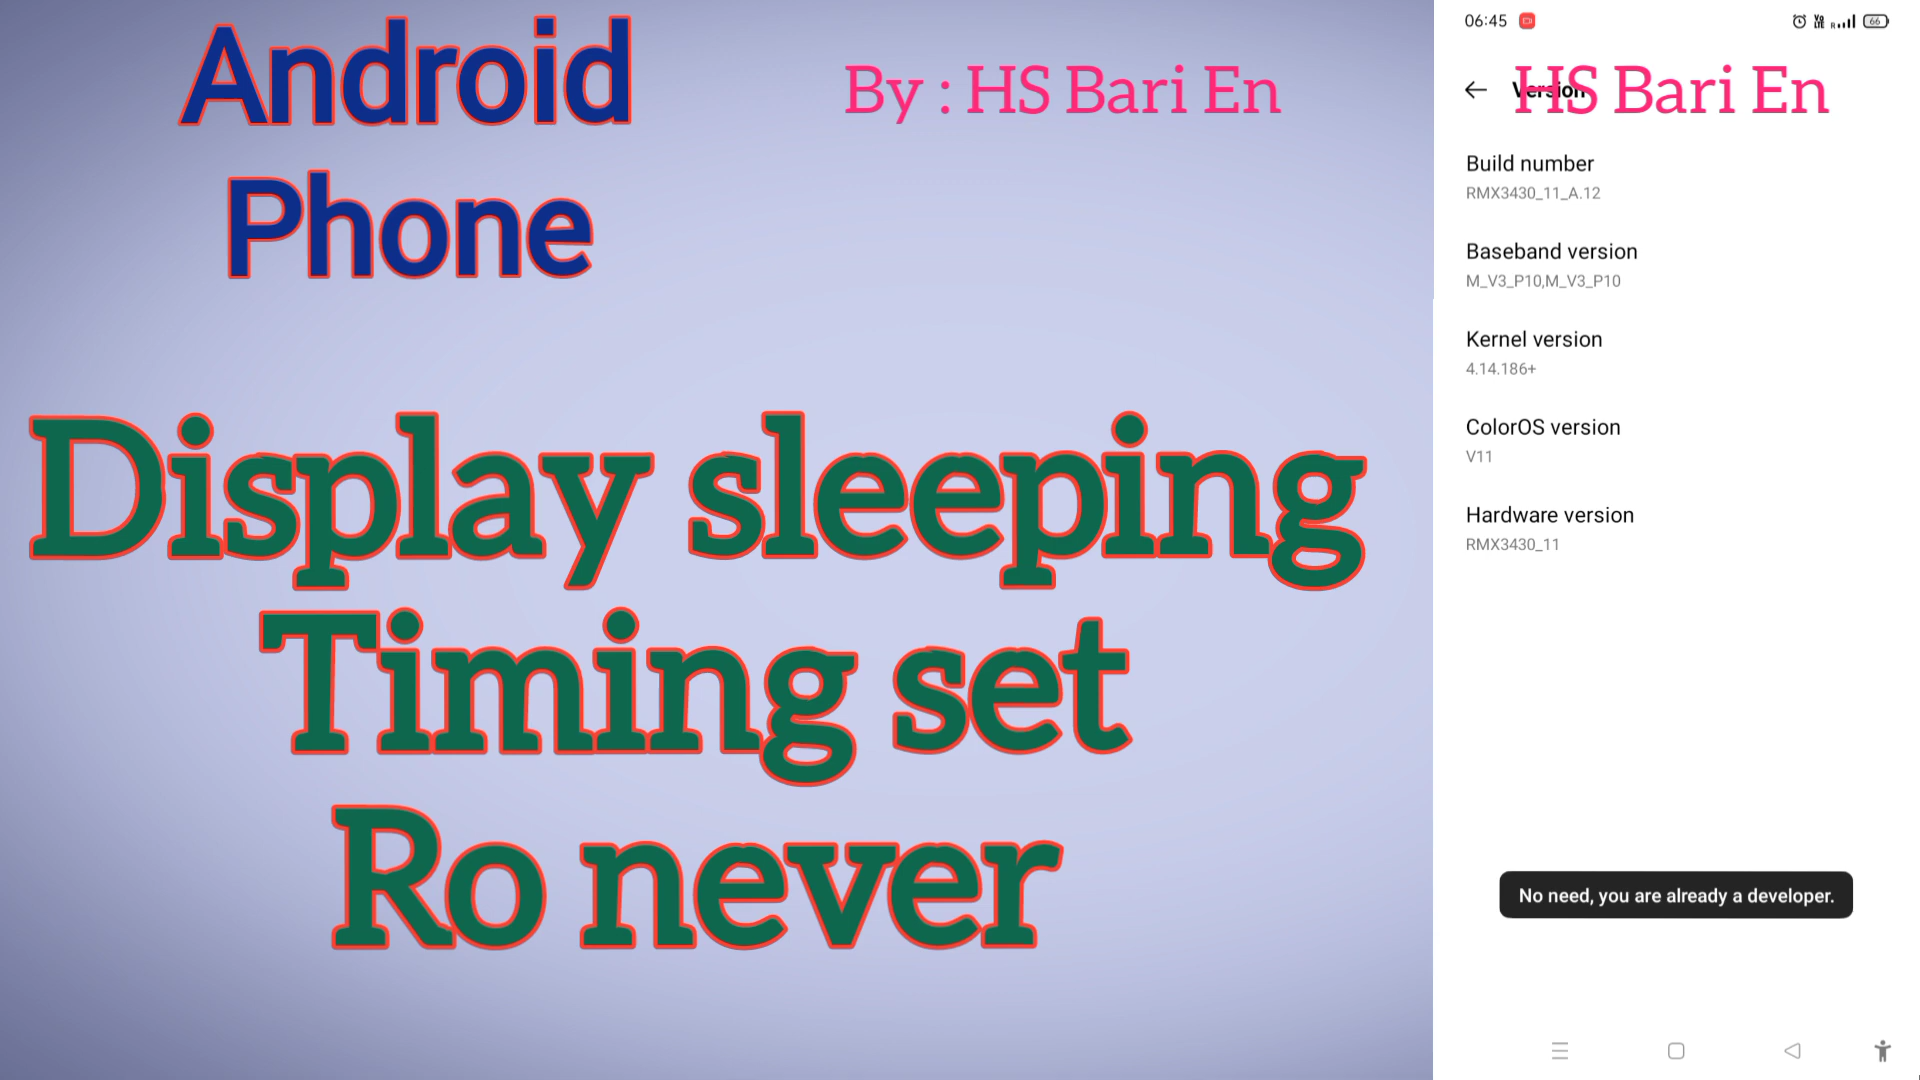 Android
Phone
By : HS Bari En
Display sleeping
Timing set
Ro never
06:45
66
Version
HS Bari En
Build number
RMX3430_11_A.12
Baseband version
M_V3_P10,M_V3_P10
Kernel version
4.14.186+
ColorOS version
V11
Hardware version
RMX3430_11
No need, you are already a developer.